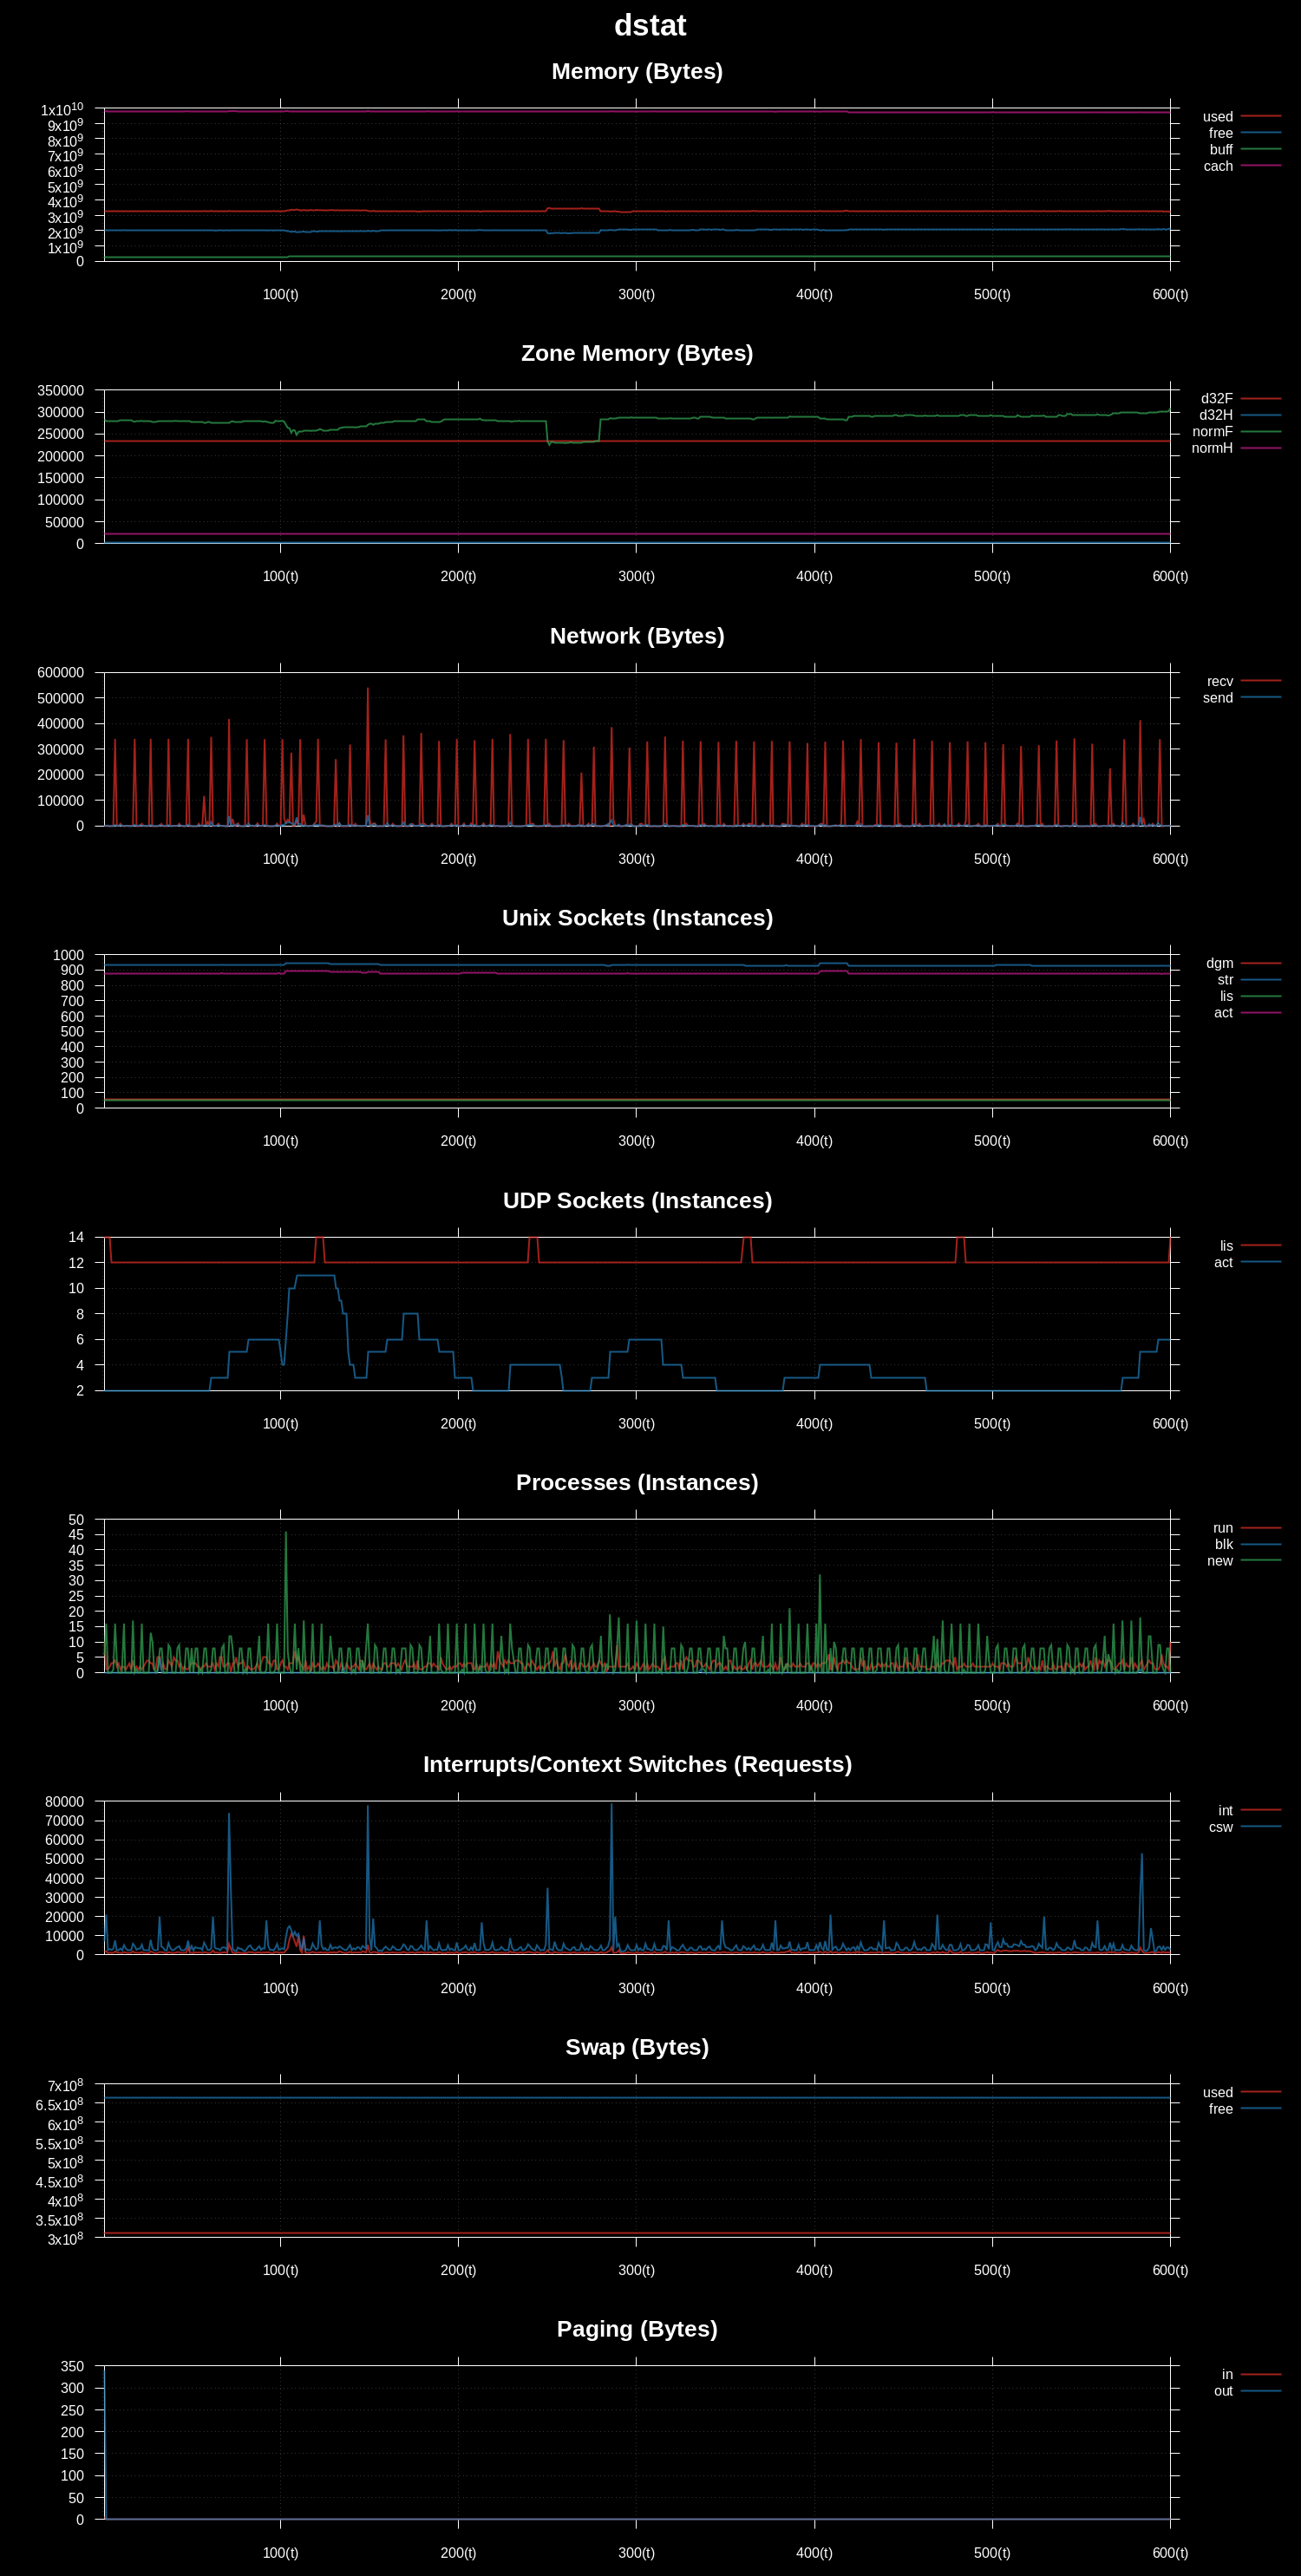 dstat
Memory (Bytes)
1x10^10
9x10^9
8x10^9
7x10^9
6x10^9
5x10^9
4x10^9
3x10^9
2x10^9
1x10^9
0
100(t) 200(t) 300(t) 400(t) 500(t) 600(t)
used
free
buff
cach
Zone Memory (Bytes)
350000
300000
250000
200000
150000
100000
50000
0
100(t) 200(t) 300(t) 400(t) 500(t) 600(t)
d32F
d32H
normF
normH
Network (Bytes)
600000
500000
400000
300000
200000
100000
0
100(t) 200(t) 300(t) 400(t) 500(t) 600(t)
recv
send
Unix Sockets (Instances)
1000
900
800
700
600
500
400
300
200
100
0
100(t) 200(t) 300(t) 400(t) 500(t) 600(t)
dgm
str
lis
act
UDP Sockets (Instances)
14
12
10
8
6
4
2
100(t) 200(t) 300(t) 400(t) 500(t) 600(t)
lis
act
Processes (Instances)
50
45
40
35
30
25
20
15
10
5
0
100(t) 200(t) 300(t) 400(t) 500(t) 600(t)
run
blk
new
Interrupts/Context Switches (Requests)
80000
70000
60000
50000
40000
30000
20000
10000
0
100(t) 200(t) 300(t) 400(t) 500(t) 600(t)
int
csw
Swap (Bytes)
7x10^8
6.5x10^8
6x10^8
5.5x10^8
5x10^8
4.5x10^8
4x10^8
3.5x10^8
3x10^8
100(t) 200(t) 300(t) 400(t) 500(t) 600(t)
used
free
Paging (Bytes)
350
300
250
200
150
100
50
0
100(t) 200(t) 300(t) 400(t) 500(t) 600(t)
in
out